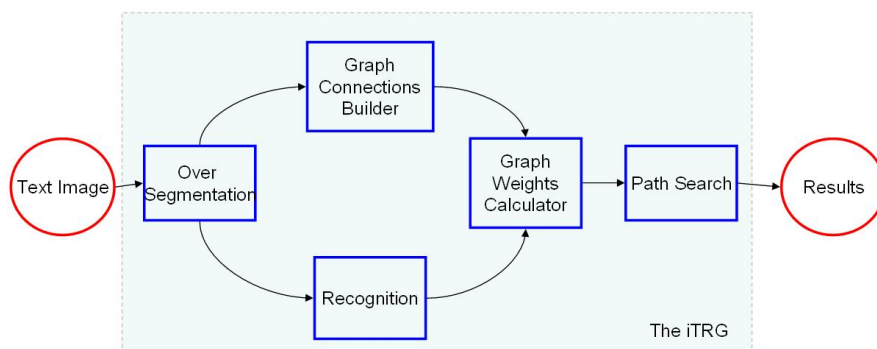 Text Image
Over
Segmentation
Graph
Connections
Builder
Recognition
Graph
Weights
Calculator
Path Search
Results
The iTRG